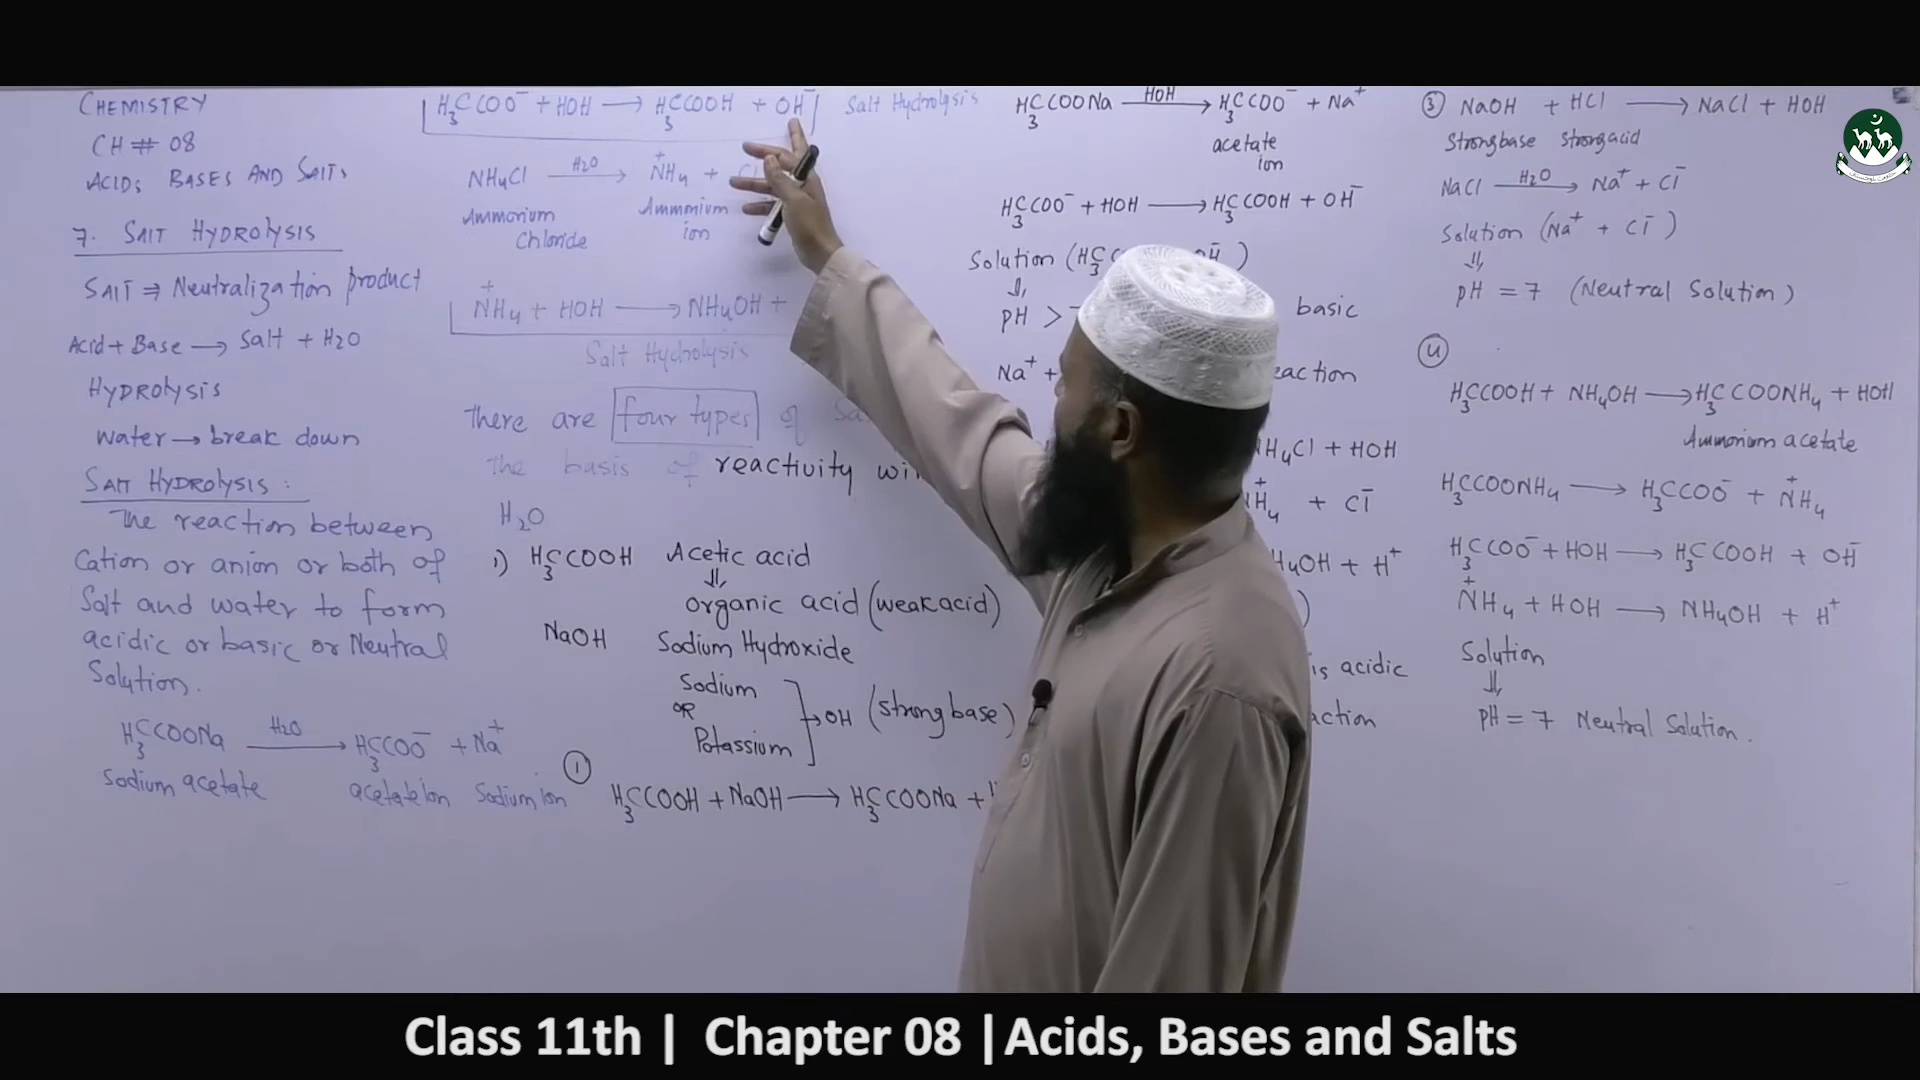 CHEMISTRY
CH # 08
ACIDS BASES AND SALTS
7. SALT HYDROLYSIS
SALT ⇒ Neutralization product
Acid + Base → Salt + H2O
HYDROLYSIS
Water → break down
SALT HYDROLYSIS :
The reaction between
Cation or anion or both of
Salt and water to form
acidic or basic or Neutral
Solution.
H3CCOONa H2O → H3CCOO⁻ + Na⁺
Sodium acetate acetate ion Sodium ion
H3CCOO⁻ + HOH → H3CCOOH + OH⁻ Salt Hydrolysis
NH4Cl H2O → N⁺H4 +
Ammonium Ammonium
Chloride ion
N⁺H4 + HOH → NH4OH +
Salt Hydrolysis
There are four types of
The basis of reactivity
H2O
1) H3CCOOH Acetic acid
⇓
organic acid (weak acid)
NaOH Sodium Hydroxide
Sodium
OR → OH (strong base)
Potassium
① H3CCOOH + NaOH → H3CCOONa +
H3CCOONa HOH → H3CCOO⁻ + Na⁺
acetate
ion
H3CCOO⁻ + HOH → H3CCOOH + OH⁻
Solution
⇓
pH > basic
Na⁺ +
+ HOH
+ Cl⁻
+ H⁺
is acidic
③ NaOH + HCl → NaCl + HOH
Strong base Strong acid
NaCl H2O → Na⁺ + Cl⁻
Solution (Na⁺ + Cl⁻)
⇓
pH = 7 (Neutral Solution)
④
H3CCOOH + NH4OH → H3CCOONH4 + HOH
Ammonium acetate
H3CCOONH4 → H3CCOO⁻ + N⁺H4
H3CCOO⁻ + HOH → H3CCOOH + OH⁻
N⁺H4 + HOH → NH4OH + H⁺
Solution
⇓
pH = 7 Neutral Solution.
Class 11th | Chapter 08 | Acids, Bases and Salts